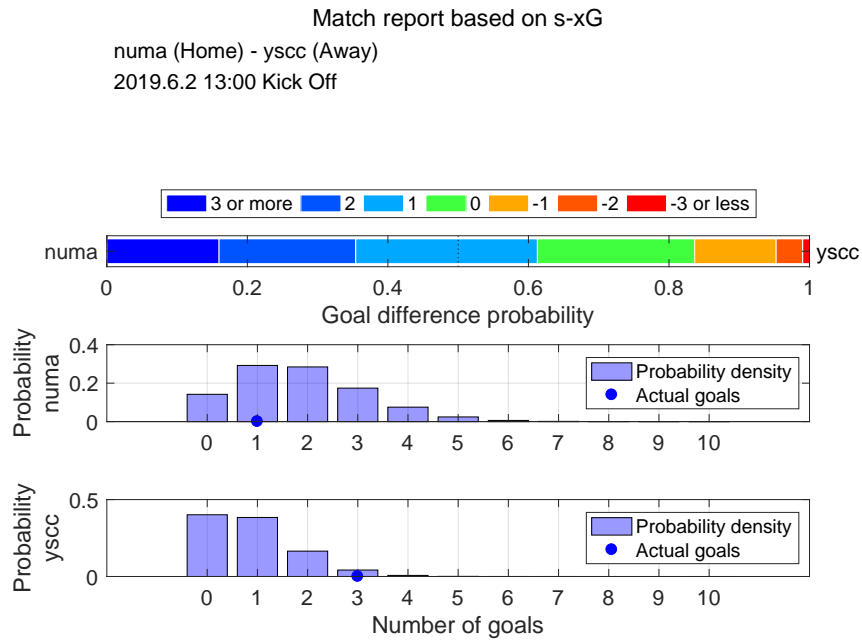 Match report based on s-xG
numa (Home) - yscc (Away)
2019.6.2 13:00 Kick Off
3 or more 2 1 0 -1 -2 -3 or less
numa yscc
0 0.2 0.4 0.6 0.8 1
Goal difference probability
Probability
numa
0.4
0.2
0
Probability density
Actual goals
0 1 2 3 4 5 6 7 8 9 10
Probability
yscc
0.5
0
Probability density
Actual goals
0 1 2 3 4 5 6 7 8 9 10
Number of goals